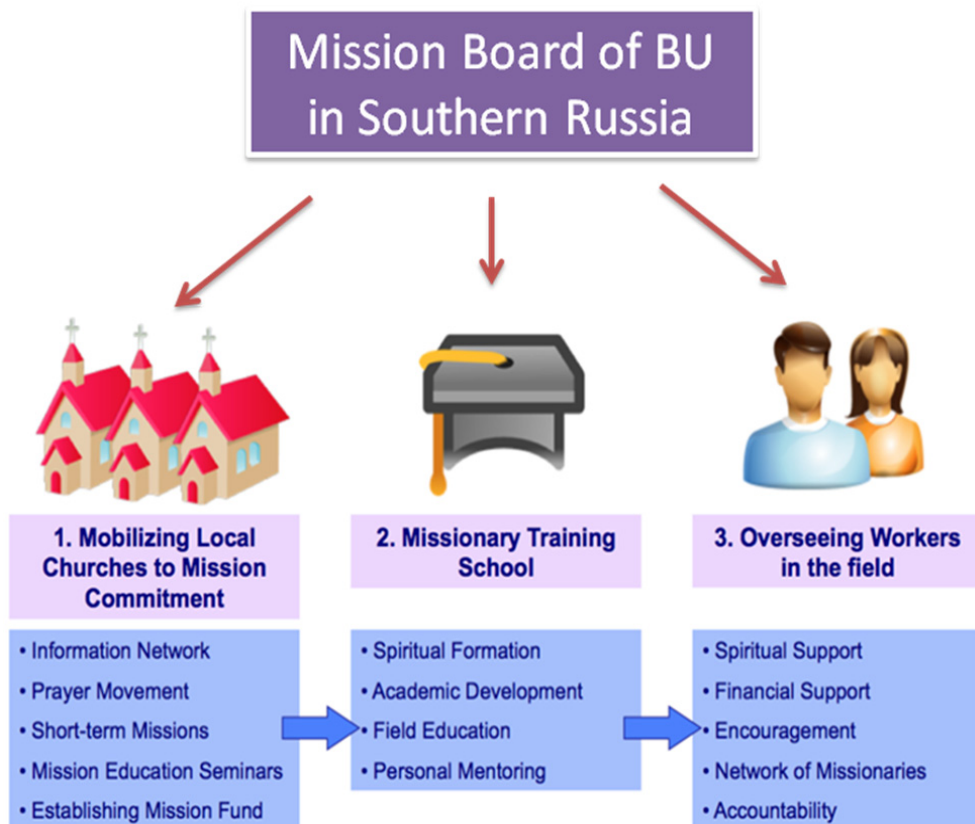 Mission Board of BU
in Southern Russia
1. Mobilizing Local
Churches to Mission
Commitment
• Information Network
• Prayer Movement
• Short-term Missions
• Mission Education Seminars
• Establishing Mission Fund
2. Missionary Training
School
• Spiritual Formation
• Academic Development
• Field Education
• Personal Mentoring
3. Overseeing Workers
in the field
• Spiritual Support
• Financial Support
• Encouragement
• Network of Missionaries
• Accountability